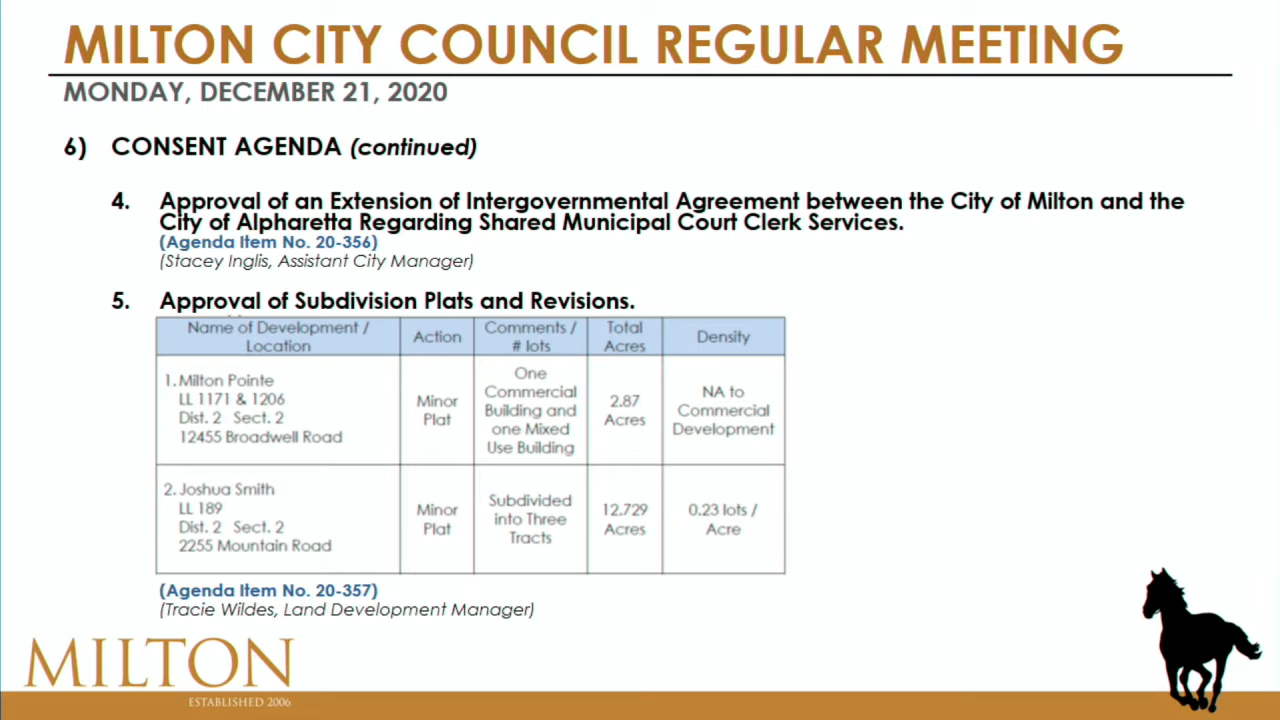 MILTON CITY COUNCIL REGULAR MEETING
MONDAY, DECEMBER 21, 2020
6) CONSENT AGENDA (continued)
4. Approval of an Extension of Intergovernmental Agreement between the City of Milton and the
City of Alpharetta Regarding Shared Municipal Court Clerk Services.
(Agenda Item No. 20-356)
(Stacey Inglis, Assistant City Manager)
5. Approval of Subdivision Plats and Revisions.
Name of Development /
Location
Action
Comments /
# lots
Total
Acres
Density
1. Milton Pointe
LL 1171 & 1206
Dist. 2 Sect. 2
12455 Broadwell Road
Minor
Plat
One
Commercial
Building and
one Mixed
Use Building
2.87
Acres
NA to
Commercial
Development
2. Joshua Smith
LL 189
Dist. 2 Sect. 2
2255 Mountain Road
Minor
Plat
Subdivided
into Three
Tracts
12.729
Acres
0.23 lots /
Acre
(Agenda Item No. 20-357)
(Tracie Wildes, Land Development Manager)
MILTON
ESTABLISHED 2006